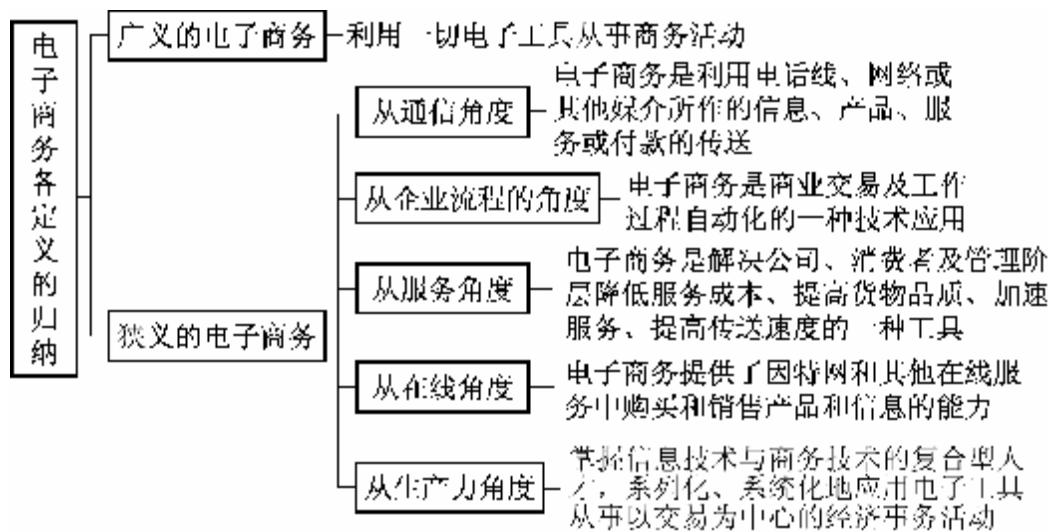 电子商务各定义的归纳
广义的电子商务
利用一切电子工具从事商务活动
狭义的电子商务
从通信角度
电子商务是利用电话线、网络或
其他媒介所作的信息、产品、服
务或付款的传送
从企业流程的角度
电子商务是商业交易及工作
过程自动化的一种技术应用
从服务角度
电子商务是解决公司、消费者及管理阶
层降低服务成本、提高货物品质、加速
服务、提高传送速度的一种工具
从在线角度
电子商务提供了因特网和其他在线服
务中购买和销售产品和信息的能力
从生产力角度
掌握信息技术与商务技术的复合型人
才，系列化、系统化地应用电子工具
从事以交易为中心的经济事务活动